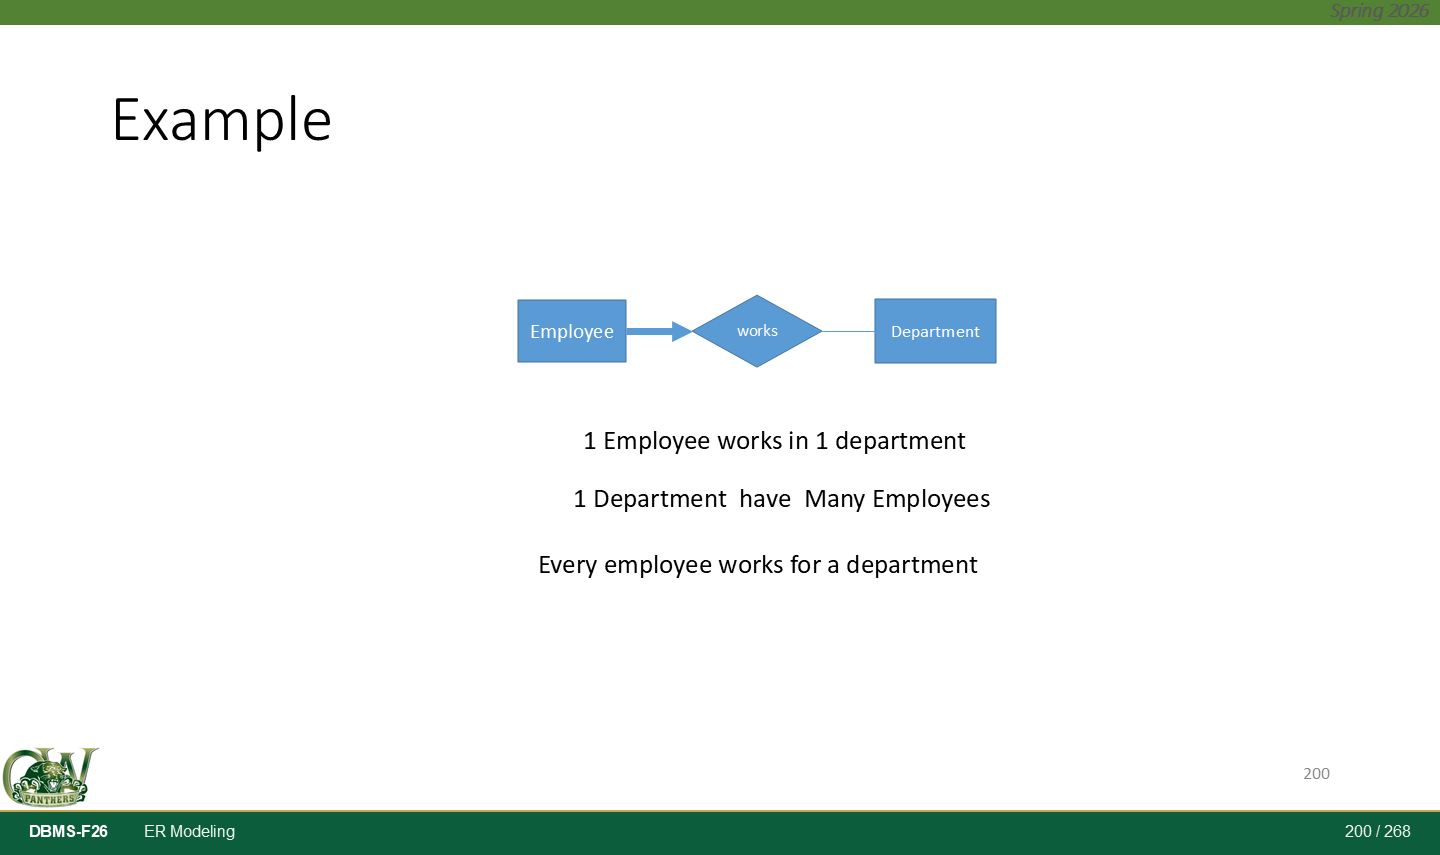 Spring 2026
Example
Employee
works
Department
1 Employee works in 1 department
1 Department have Many Employees
Every employee works for a department
OW
PANTHERS
200
DBMS-F26 ER Modeling 200 / 268